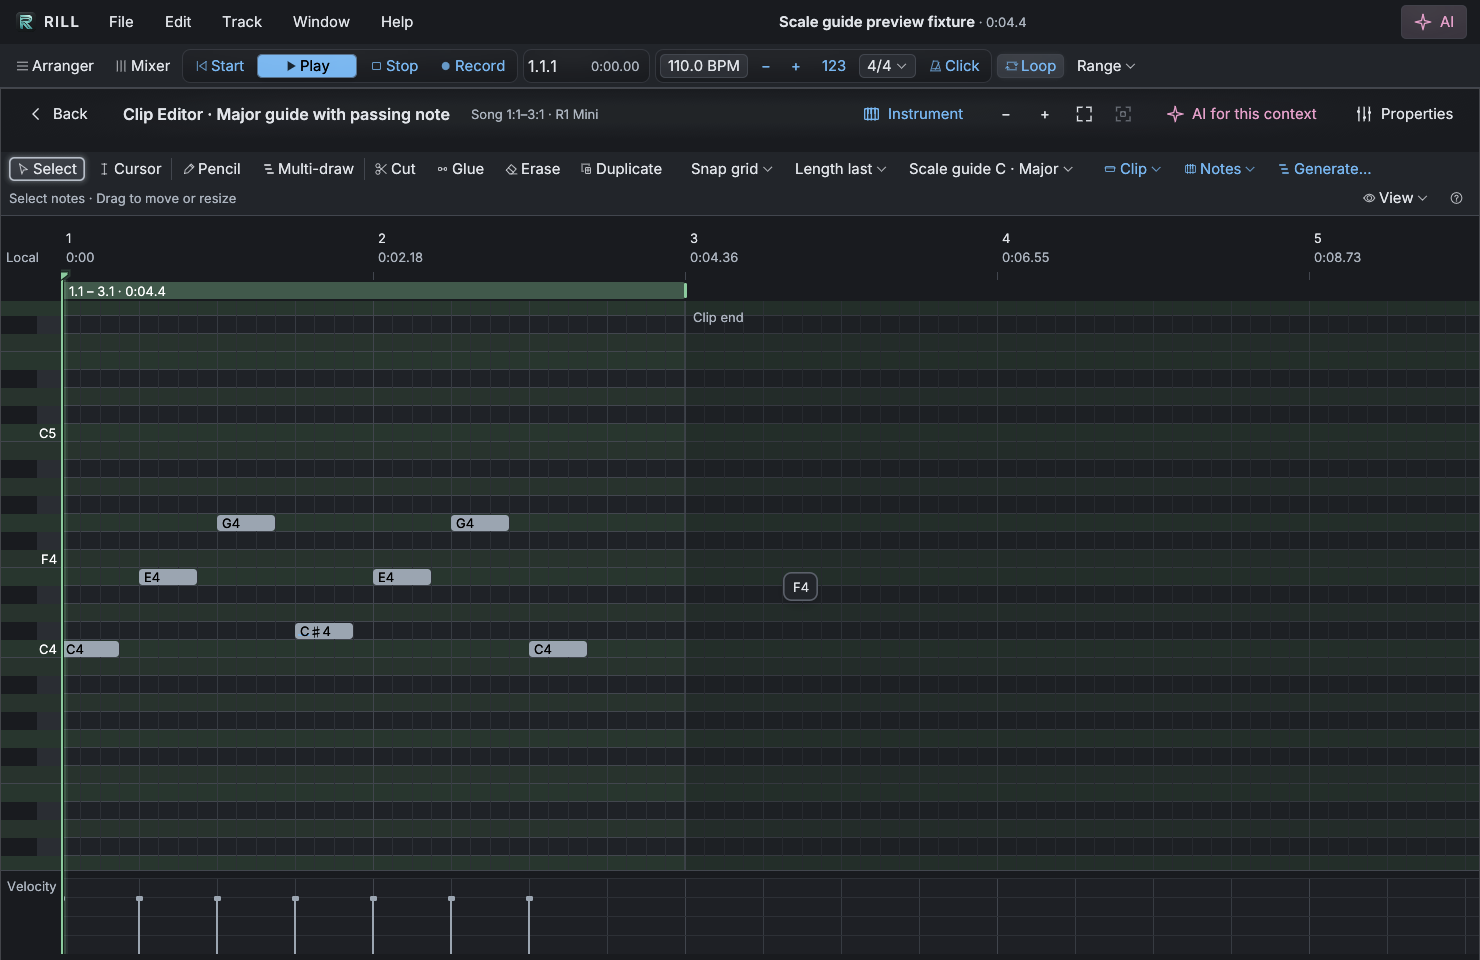 RILL File Edit Track Window Help Scale guide preview fixture · 0:04.4 AI
Arranger Mixer Start Play Stop Record 1.1.1 0:00.00 110.0 BPM − + 123 4/4 Click Loop Range
Back Clip Editor · Major guide with passing note Song 1:1–3:1 · R1 Mini Instrument − + AI for this context Properties
Select Cursor Pencil Multi-draw Cut Glue Erase Duplicate Snap grid Length last Scale guide C · Major Clip Notes Generate...
Select notes · Drag to move or resize View
1 2 3 4 5
Local 0:00 0:02.18 0:04.36 0:06.55 0:08.73
1.1 – 3.1 · 0:04.4
Clip end
C5
G4 G4
F4
E4 E4 F4
C♯4
C4 C4 C4
Velocity